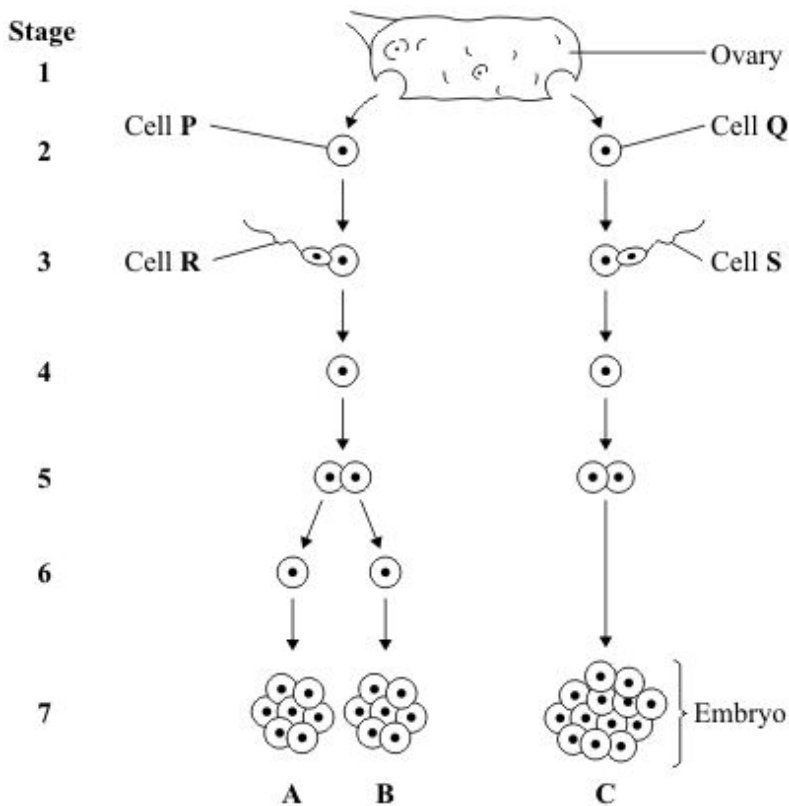 Stage
1
Ovary
Cell P
Cell Q
2
3
Cell R
Cell S
4
5
6
7
Embryo
A B C